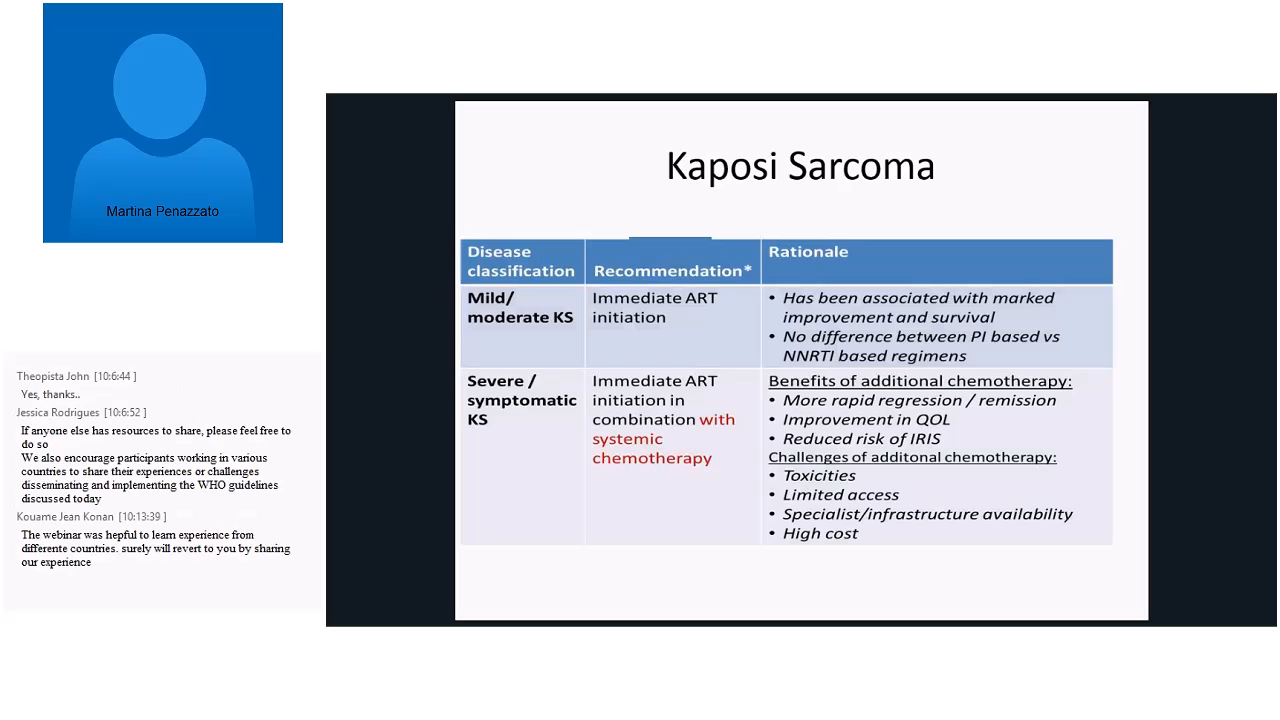 Martina Penazzato
Theopista John [10:6:44 ]
Yes, thanks..
Jessica Rodrigues [10:6:52 ]
If anyone else has resources to share, please feel free to
do so
We also encourage participants working in various
countries to share their experiences or challenges
disseminating and implementing the WHO guidelines
discussed today
Kouame Jean Konan [10:13:39 ]
The webinar was hepful to learn experience from
differente countries. surely will revert to you by sharing
our experience
Kaposi Sarcoma
Disease
classification
Recommendation*
Rationale
Mild/
moderate KS
Immediate ART
initiation
• Has been associated with marked
improvement and survival
• No difference between PI based vs
NNRTI based regimens
Severe /
symptomatic
KS
Immediate ART
initiation in
combination with
systemic
chemotherapy
Benefits of additional chemotherapy:
• More rapid regression / remission
• Improvement in QOL
• Reduced risk of IRIS
Challenges of additonal chemotherapy:
• Toxicities
• Limited access
• Specialist/infrastructure availability
• High cost